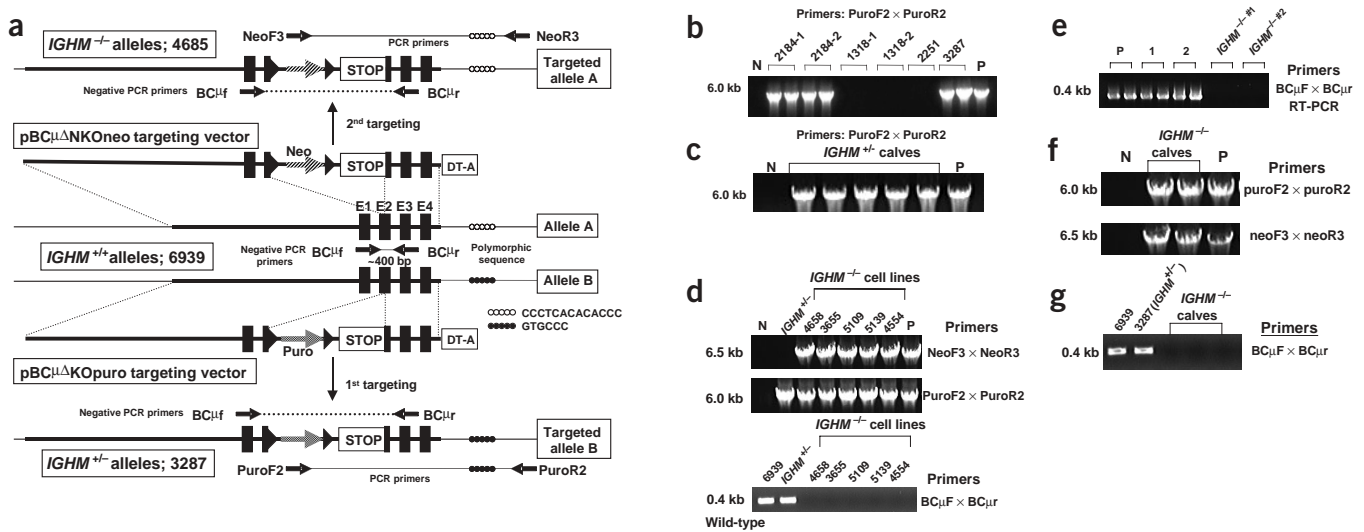 a
IGHM –/– alleles; 4685
NeoF3
PCR primers
NeoR3
STOP
Targeted allele A
Negative PCR primers
BCμf
BCμr
2nd targeting
pBCμΔNKOneo targeting vector
Neo
STOP
DT-A
E1 E2 E3 E4
Allele A
IGHM +/+ alleles; 6939
Negative PCR primers
BCμf
BCμr
~400 bp
Polymorphic sequence
Allele B
CCCTCACACACCC
GTGCCC
Puro
STOP
DT-A
pBCμΔKOpuro targeting vector
1st targeting
Negative PCR primers
BCμf
BCμr
STOP
Targeted allele B
IGHM +/– alleles; 3287
PuroF2
PCR primers
PuroR2
b
Primers: PuroF2 × PuroR2
N 2184-1 2184-2 1318-1 1318-2 2251 3287 P
6.0 kb
c
Primers: PuroF2 × PuroR2
N IGHM +/– calves P
6.0 kb
d
IGHM –/– cell lines
N IGHM +/– 4658 3655 5109 5139 4554 P
Primers
6.5 kb
NeoF3 × NeoR3
6.0 kb
PuroF2 × PuroR2
IGHM –/– cell lines
6939 IGHM +/– 4658 3655 5109 5139 4554
Primers
0.4 kb
BCμF × BCμr
Wild-type
e
P 1 2 IGHM –/– #1 IGHM –/– #2
0.4 kb
Primers
BCμF × BCμr
RT-PCR
f
IGHM –/–
N calves P
Primers
6.0 kb
puroF2 × puroR2
6.5 kb
neoF3 × neoR3
g
6939 3287 (IGHM +/–) IGHM –/– calves
Primers
0.4 kb
BCμF × BCμr